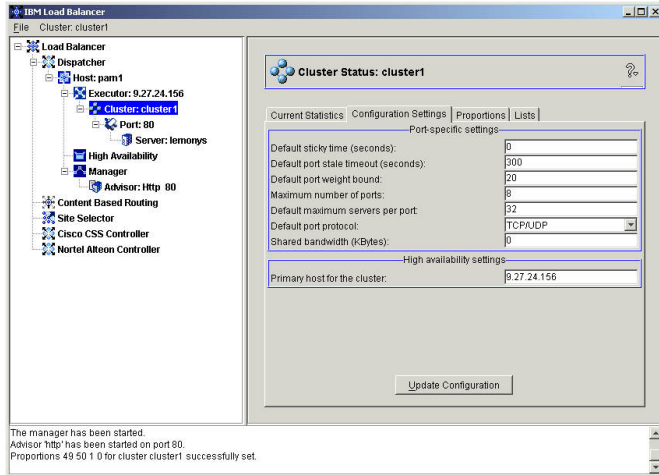 IBM Load Balancer
File Cluster: cluster1
Load Balancer
Dispatcher
Host: pam1
Executor: 9.27.24.156
Cluster: cluster1
Port: 80
Server: lemonys
High Availability
Manager
Advisor: Http 80
Content Based Routing
Site Selector
Cisco CSS Controller
Nortel Alteon Controller
Cluster Status: cluster1
?
Current Statistics Configuration Settings Proportions Lists
Port-specific settings
Default sticky time (seconds): 0
Default port stale timeout (seconds): 300
Default port weight bound: 20
Maximum number of ports: 8
Default maximum servers per port: 32
Default port protocol: TCP/UDP
Shared bandwidth (KBytes): 0
High availability settings
Primary host for the cluster: 9.27.24.156
Update Configuration
The manager has been started.
Advisor 'http' has been started on port 80.
Proportions 49 50 1 0 for cluster cluster1 successfully set.